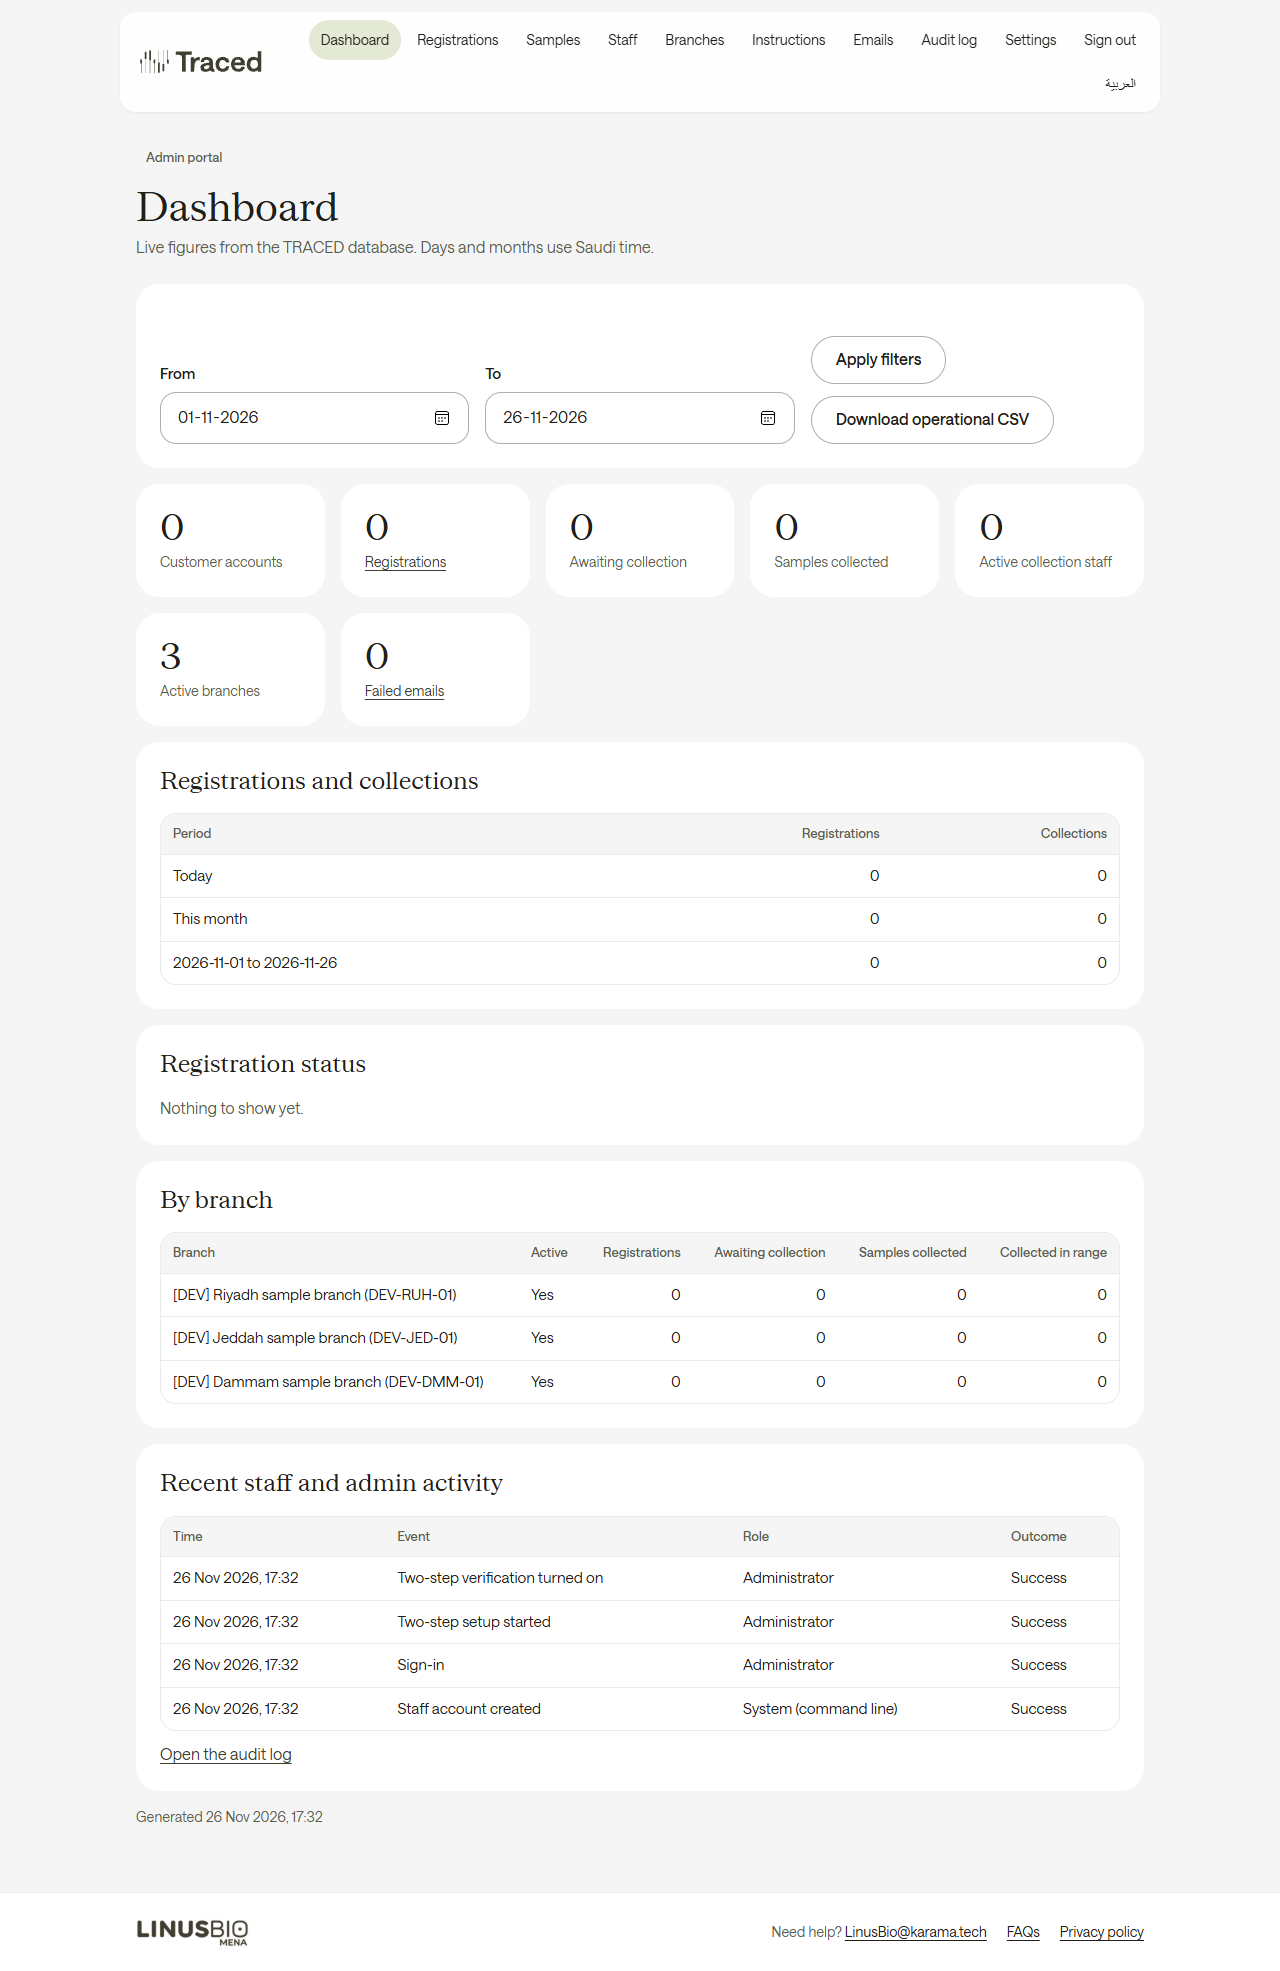 Traced
Dashboard Registrations Samples Staff Branches Instructions Emails Audit log Settings Sign out
العربية
Admin portal
Dashboard
Live figures from the TRACED database. Days and months use Saudi time.
From To
01-11-2026 26-11-2026
Apply filters
Download operational CSV
0 0 0 0 0
Customer accounts Registrations Awaiting collection Samples collected Active collection staff
3 0
Active branches Failed emails
Registrations and collections
Period Registrations Collections
Today 0 0
This month 0 0
2026-11-01 to 2026-11-26 0 0
Registration status
Nothing to show yet.
By branch
Branch Active Registrations Awaiting collection Samples collected Collected in range
[DEV] Riyadh sample branch (DEV-RUH-01) Yes 0 0 0 0
[DEV] Jeddah sample branch (DEV-JED-01) Yes 0 0 0 0
[DEV] Dammam sample branch (DEV-DMM-01) Yes 0 0 0 0
Recent staff and admin activity
Time Event Role Outcome
26 Nov 2026, 17:32 Two-step verification turned on Administrator Success
26 Nov 2026, 17:32 Two-step setup started Administrator Success
26 Nov 2026, 17:32 Sign-in Administrator Success
26 Nov 2026, 17:32 Staff account created System (command line) Success
Open the audit log
Generated 26 Nov 2026, 17:32
LINUSBIO
MENA
Need help? LinusBio@karama.tech FAQs Privacy policy